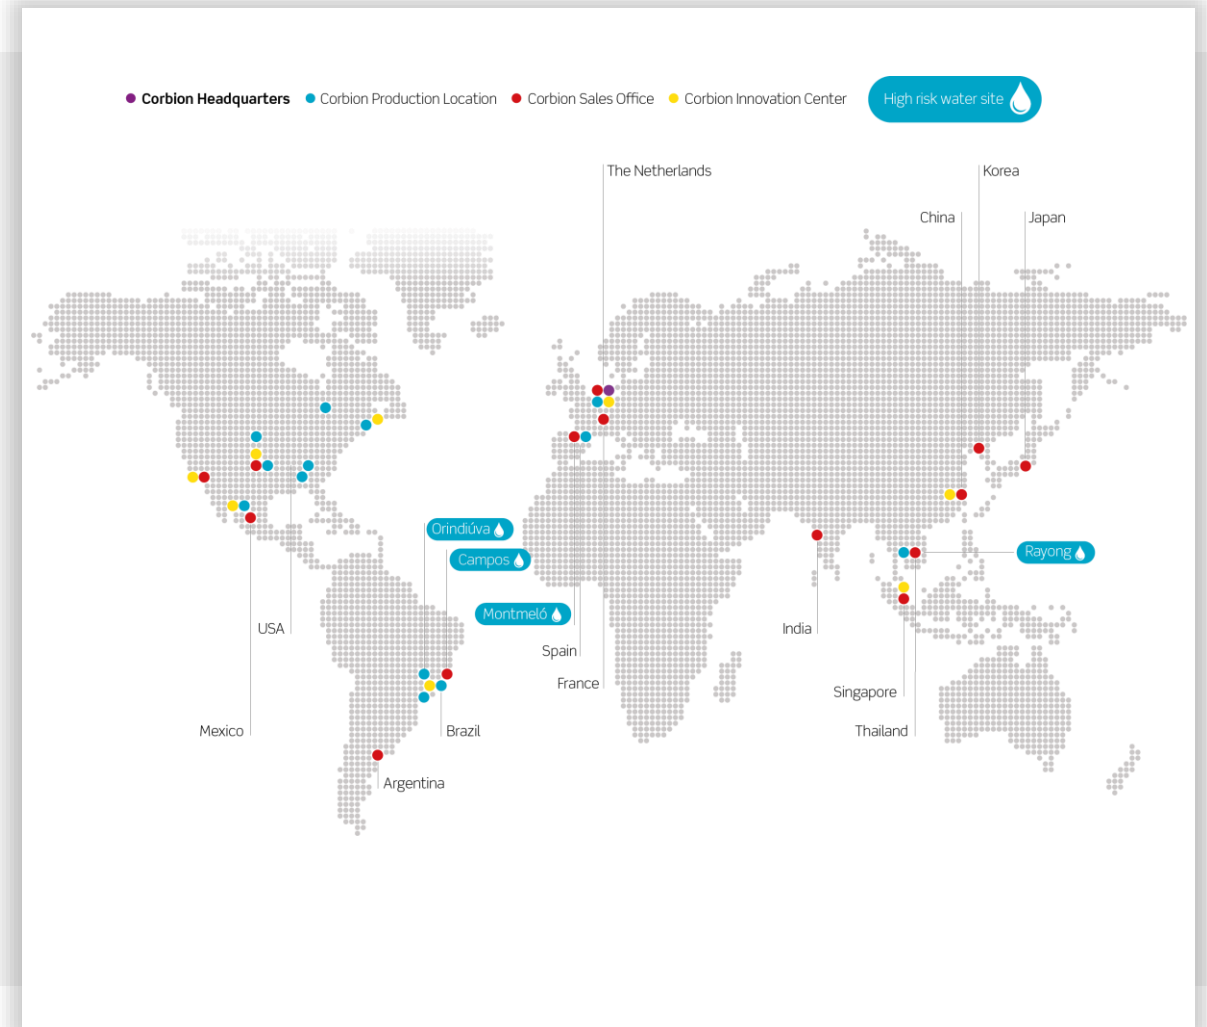 Corbion Headquarters
Corbion Production Location
Corbion Sales Office
Corbion Innovation Center
High risk water site
The Netherlands
Korea
China
Japan
Orindiúva
Campos
Rayong
Montmeló
USA
India
Spain
France
Singapore
Mexico
Brazil
Thailand
Argentina